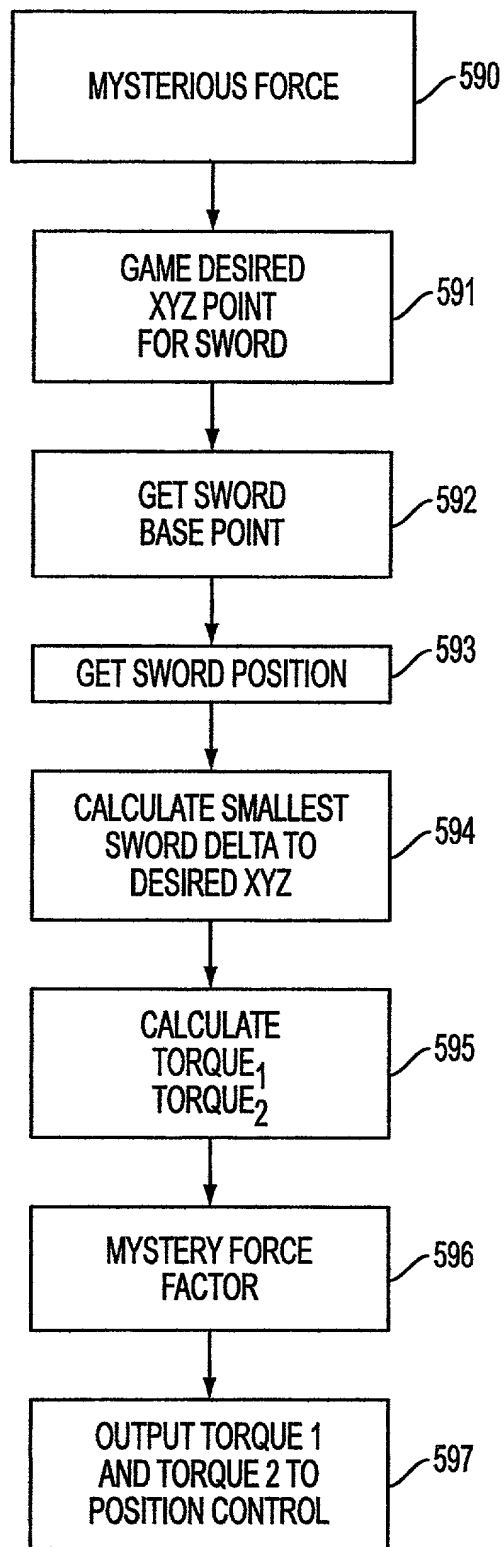 MYSTERIOUS FORCE
590
GAME DESIRED
XYZ POINT
FOR SWORD
591
GET SWORD
BASE POINT
592
GET SWORD POSITION
593
CALCULATE SMALLEST
SWORD DELTA TO
DESIRED XYZ
594
CALCULATE
TORQUE1
TORQUE2
595
MYSTERY FORCE
FACTOR
596
OUTPUT TORQUE 1
AND TORQUE 2 TO
POSITION CONTROL
597